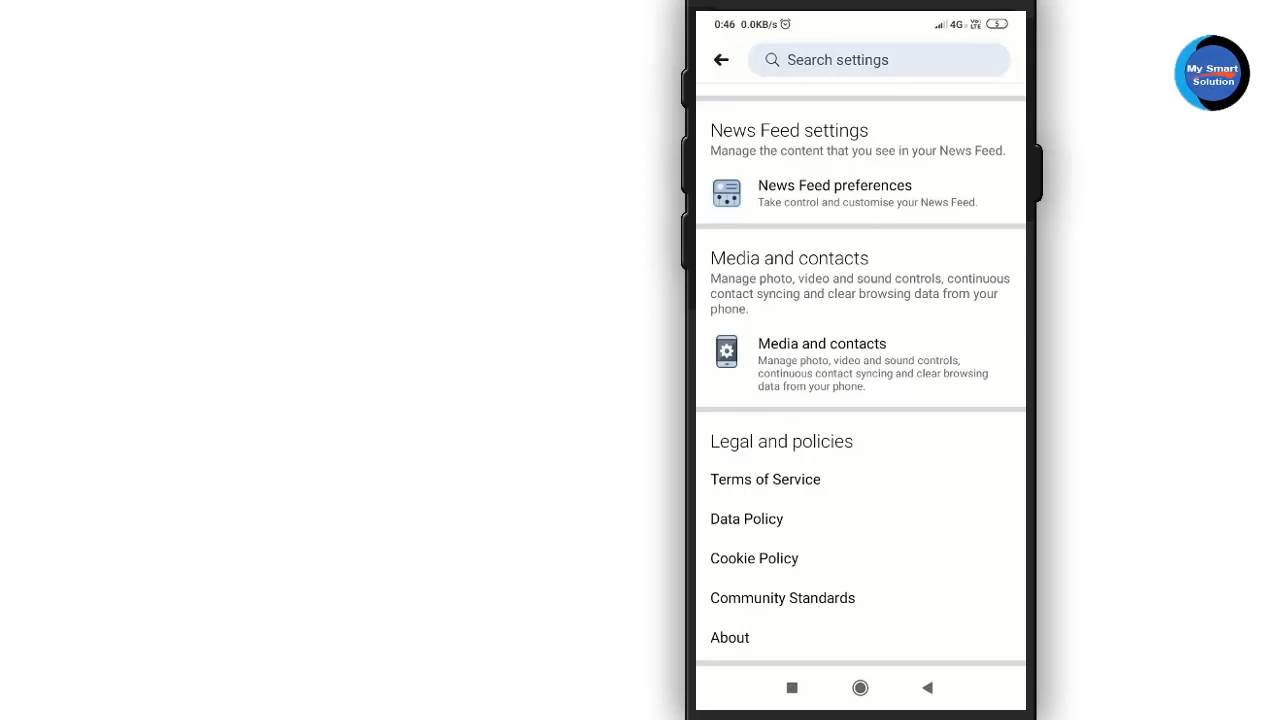 0:46 0.0KB/s 4G Vo LTE 5
Search settings
My Smart
Solution
News Feed settings
Manage the content that you see in your News Feed.
News Feed preferences
Take control and customise your News Feed.
Media and contacts
Manage photo, video and sound controls, continuous
contact syncing and clear browsing data from your
phone.
Media and contacts
Manage photo, video and sound controls,
continuous contact syncing and clear browsing
data from your phone.
Legal and policies
Terms of Service
Data Policy
Cookie Policy
Community Standards
About